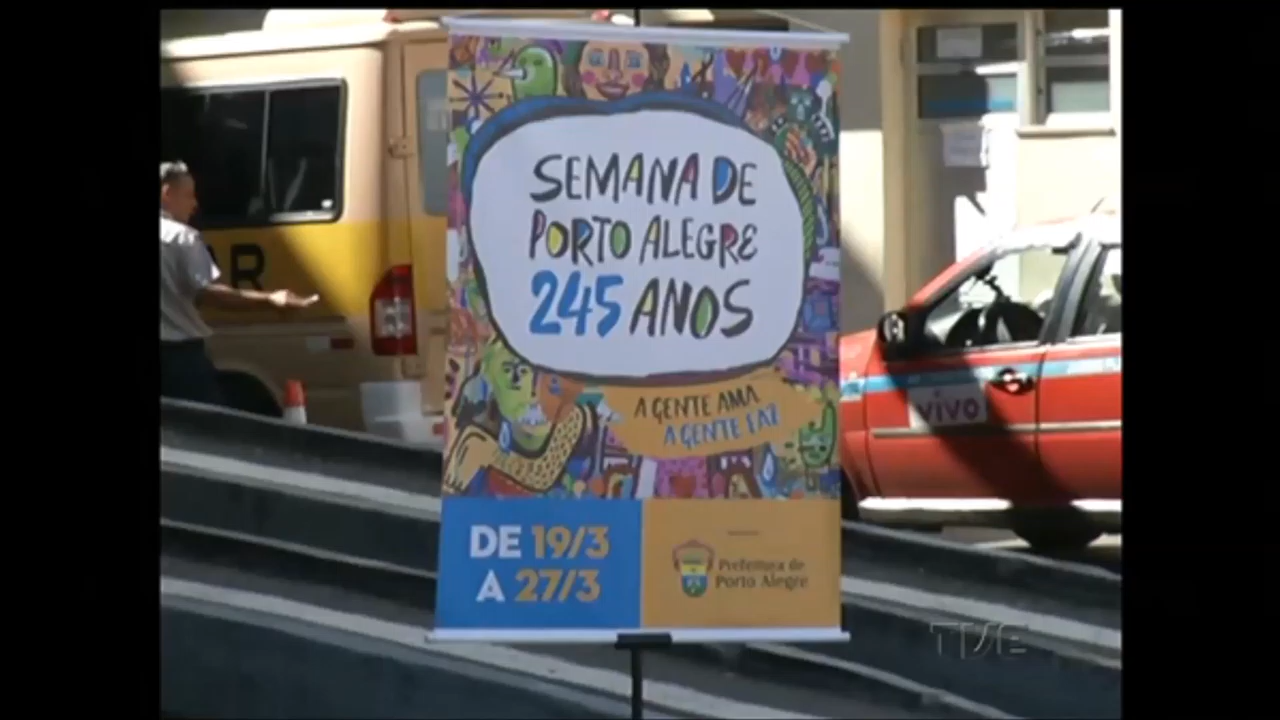 SEMANA DE
PORTO ALEGRE
245 ANOS
A GENTE AMA
A GENTE FAZ
DE 19/3
A 27/3
Prefeitura de
Porto Alegre
AR
vivo
TVE